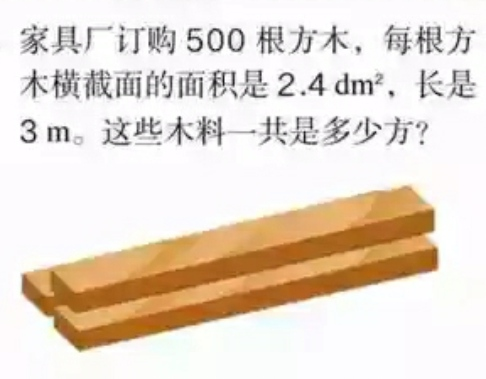 家具厂订购 500 根方木，每根方
木横截面的面积是 2.4 dm²，长是
3 m。这些木料一共是多少方？